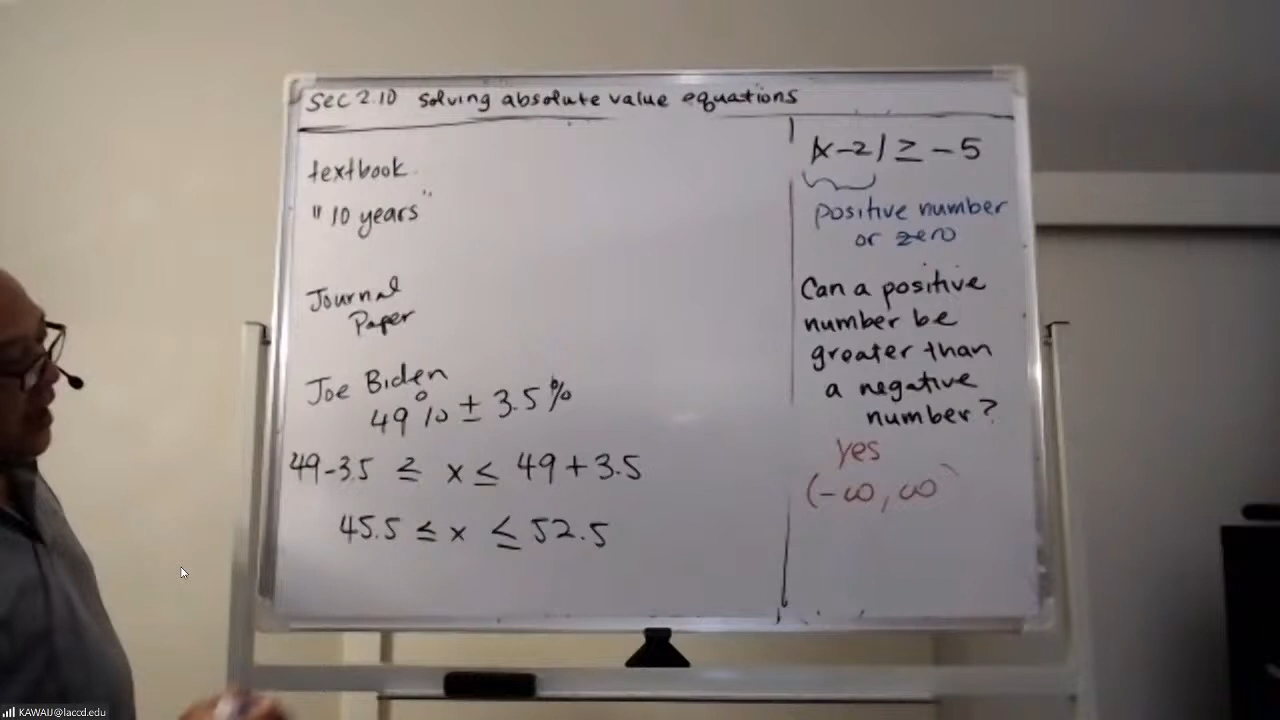 Sec 2.10 solving absolute value equations
textbook.
"10 years"
Journal
Paper
Joe Biden
49% ± 3.5%
49-3.5 ≤ x ≤ 49+3.5
45.5 ≤ x ≤ 52.5
|x-2| ≥ -5
positive number
or zero
Can a positive
number be
greater than
a negative
number?
yes
(-∞, ∞)
KAWAIJ@laccd.edu